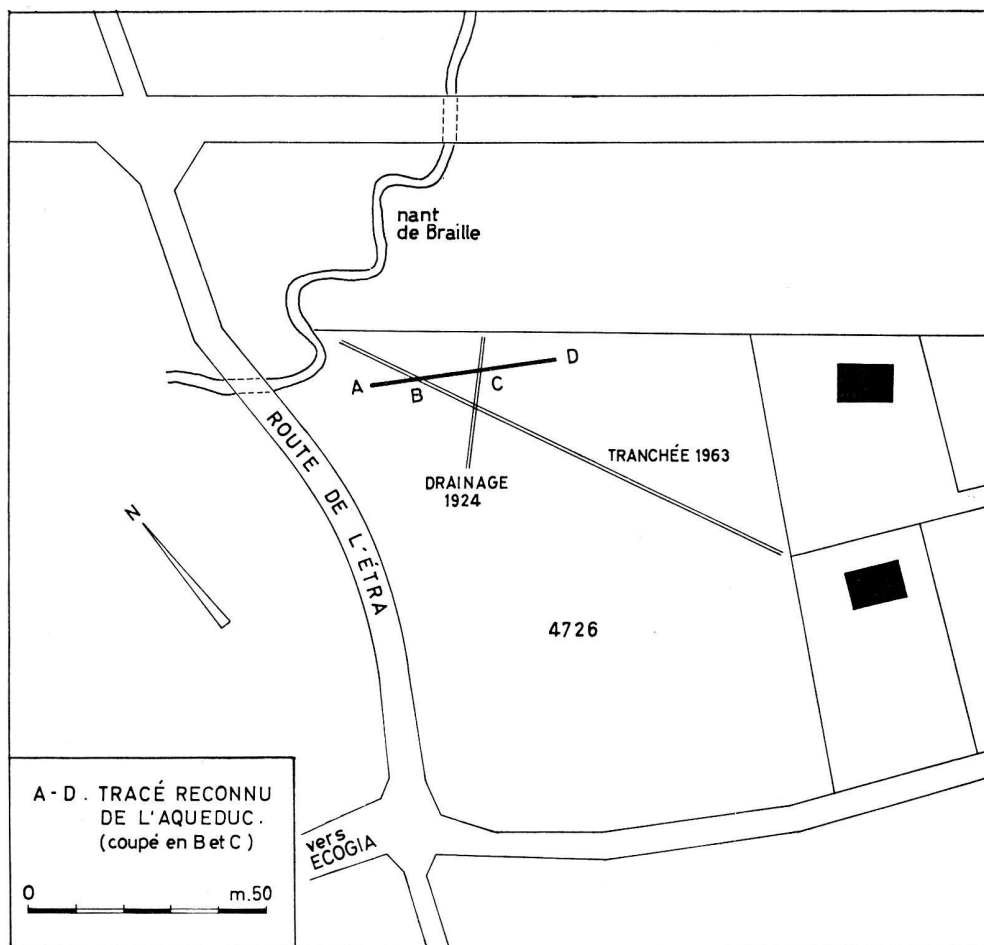 nant
de Braille
A
B
C
D
ROUTE DE L'ÉTRA
TRANCHÉE 1963
DRAINAGE
1924
N
4726
A-D. TRACÉ RECONNU
DE L'AQUEDUC.
(coupé en B et C)
vers
ECOGIA
0 m.50